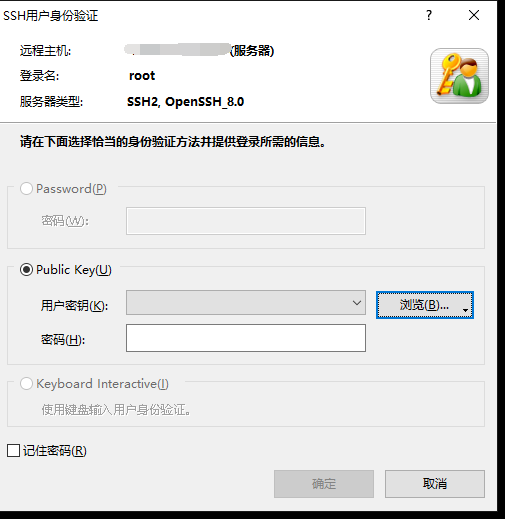 SSH用户身份验证
远程主机: (服务器)
登录名: root
服务器类型: SSH2, OpenSSH_8.0
请在下面选择恰当的身份验证方法并提供登录所需的信息。
Password(P)
密码(W):
Public Key(U)
用户密钥(K): 浏览(B)...
密码(H):
Keyboard Interactive(I)
使用键盘输入用户身份验证。
记住密码(R)
确定 取消